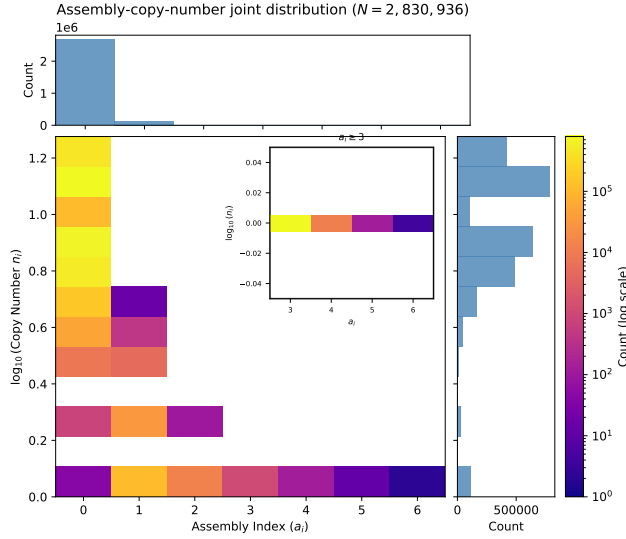 Assembly-copy-number joint distribution (N = 2, 830, 936)
1e6
2
1
0
Count
1.2
1.0
0.8
0.6
0.4
0.2
0.0
log₁₀(Copy Number nᵢ)
0 1 2 3 4 5 6
Assembly Index (aᵢ)
aᵢ ≥ 3
0.04
0.02
0.00
−0.02
−0.04
log₁₀(nᵢ)
3 4 5 6
aᵢ
0 500000
Count
10⁵
10⁴
10³
10²
10¹
10⁰
Count (log scale)